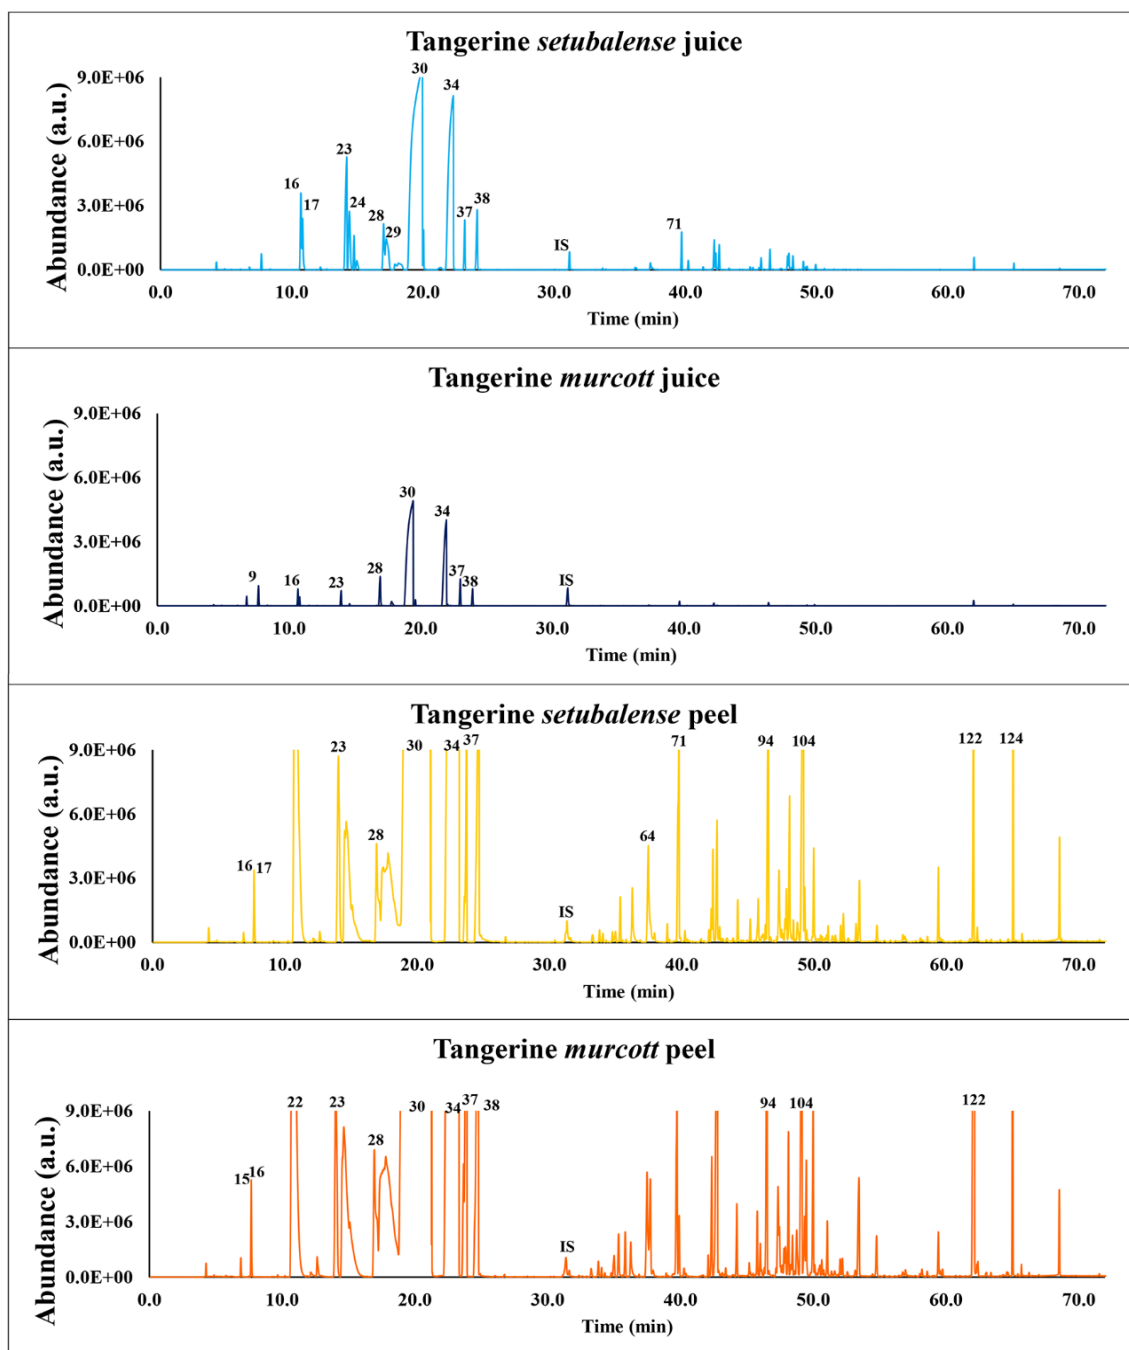 Tangerine setubalense juice
Abundance (a.u.)
9.0E+06
6.0E+06
3.0E+06
0.0E+00
16
17
23
24
28
29
30
34
37
38
IS
71
0.0 10.0 20.0 30.0 40.0 50.0 60.0 70.0
Time (min)
Tangerine murcott juice
Abundance (a.u.)
9.0E+06
6.0E+06
3.0E+06
0.0E+00
9
16
23
28
30
34
37
38
IS
0.0 10.0 20.0 30.0 40.0 50.0 60.0 70.0
Time (min)
Tangerine setubalense peel
Abundance (a.u.)
9.0E+06
6.0E+06
3.0E+06
0.0E+00
16 17
23
28
30
34
37
IS
64
71
94
104
122
124
0.0 10.0 20.0 30.0 40.0 50.0 60.0 70.0
Time (min)
Tangerine murcott peel
Abundance (a.u.)
9.0E+06
6.0E+06
3.0E+06
0.0E+00
15
16
22
23
28
30
34
37
38
IS
94
104
122
0.0 10.0 20.0 30.0 40.0 50.0 60.0 70.0
Time (min)